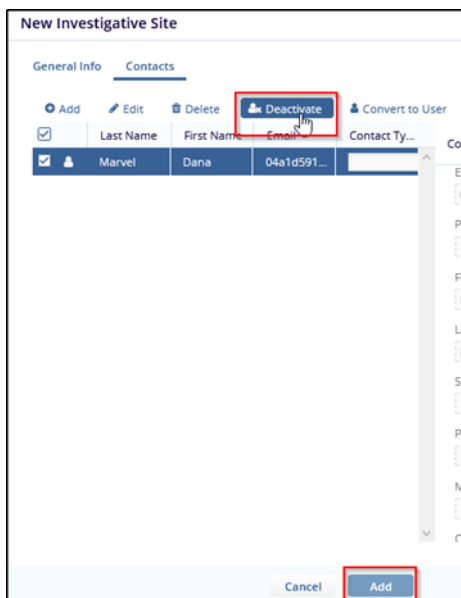 New Investigative Site
General Info Contacts
Add Edit Delete Deactivate Convert to User
Last Name First Name Email Contact Ty...
Co
Marvel Dana 04a1d591...
E
P
F
L
S
P
M
C
Cancel Add